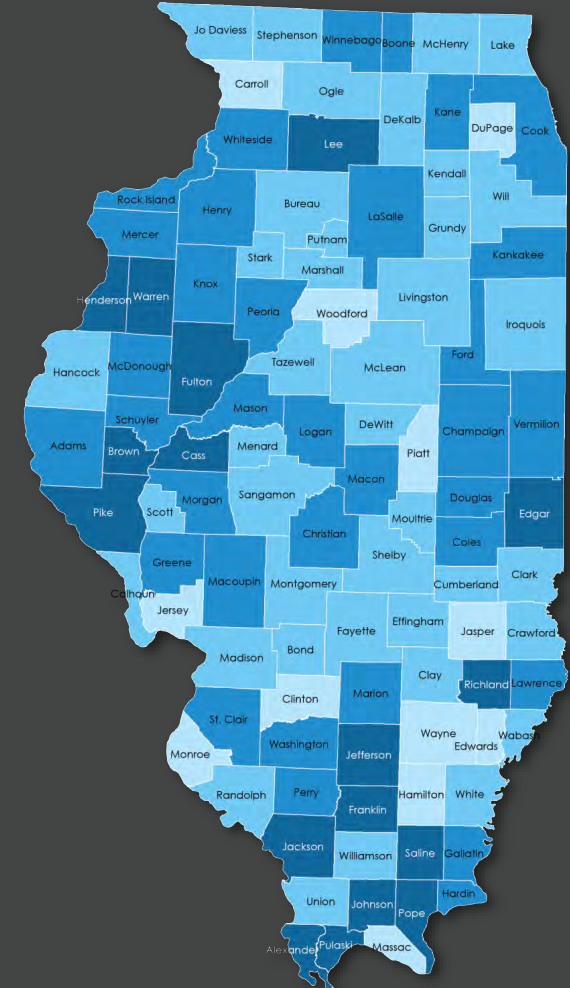 Jo Daviess
Stephenson
Winnebago
Boone
McHenry
Lake
Carroll
Ogle
DeKalb
Kane
DuPage
Cook
Whiteside
Lee
Kendall
Will
Rock Island
Henry
Bureau
LaSalle
Grundy
Mercer
Putnam
Kankakee
Stark
Marshall
Henderson
Warren
Knox
Peoria
Woodford
Livingston
Iroquois
Hancock
McDonough
Fulton
Tazewell
McLean
Ford
Schuyler
Mason
Logan
DeWitt
Champaign
Vermilion
Adams
Brown
Cass
Menard
Piatt
Macon
Pike
Scott
Morgan
Sangamon
Christian
Moultrie
Douglas
Edgar
Coles
Shelby
Greene
Macoupin
Montgomery
Cumberland
Clark
Calhoun
Jersey
Fayette
Effingham
Jasper
Crawford
Madison
Bond
Clay
Richland
Lawrence
Clinton
Marion
St. Clair
Washington
Wayne
Edwards
Wabash
Monroe
Jefferson
Randolph
Perry
Hamilton
White
Franklin
Jackson
Williamson
Saline
Gallatin
Union
Johnson
Pope
Hardin
Alexander
Pulaski
Massac